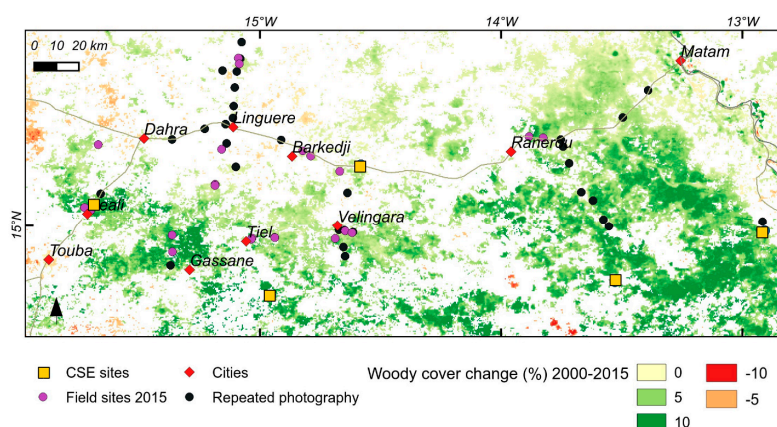 15°W 14°W 13°W
0 10 20 km
Matam
Linguere
Dahra
Barkedji
Ranerou
15°N
eali
Velingara
Tiel
Touba
Gassane
CSE sites
Cities
Woody cover change (%) 2000-2015
0
-10
Field sites 2015
Repeated photography
5
-5
10